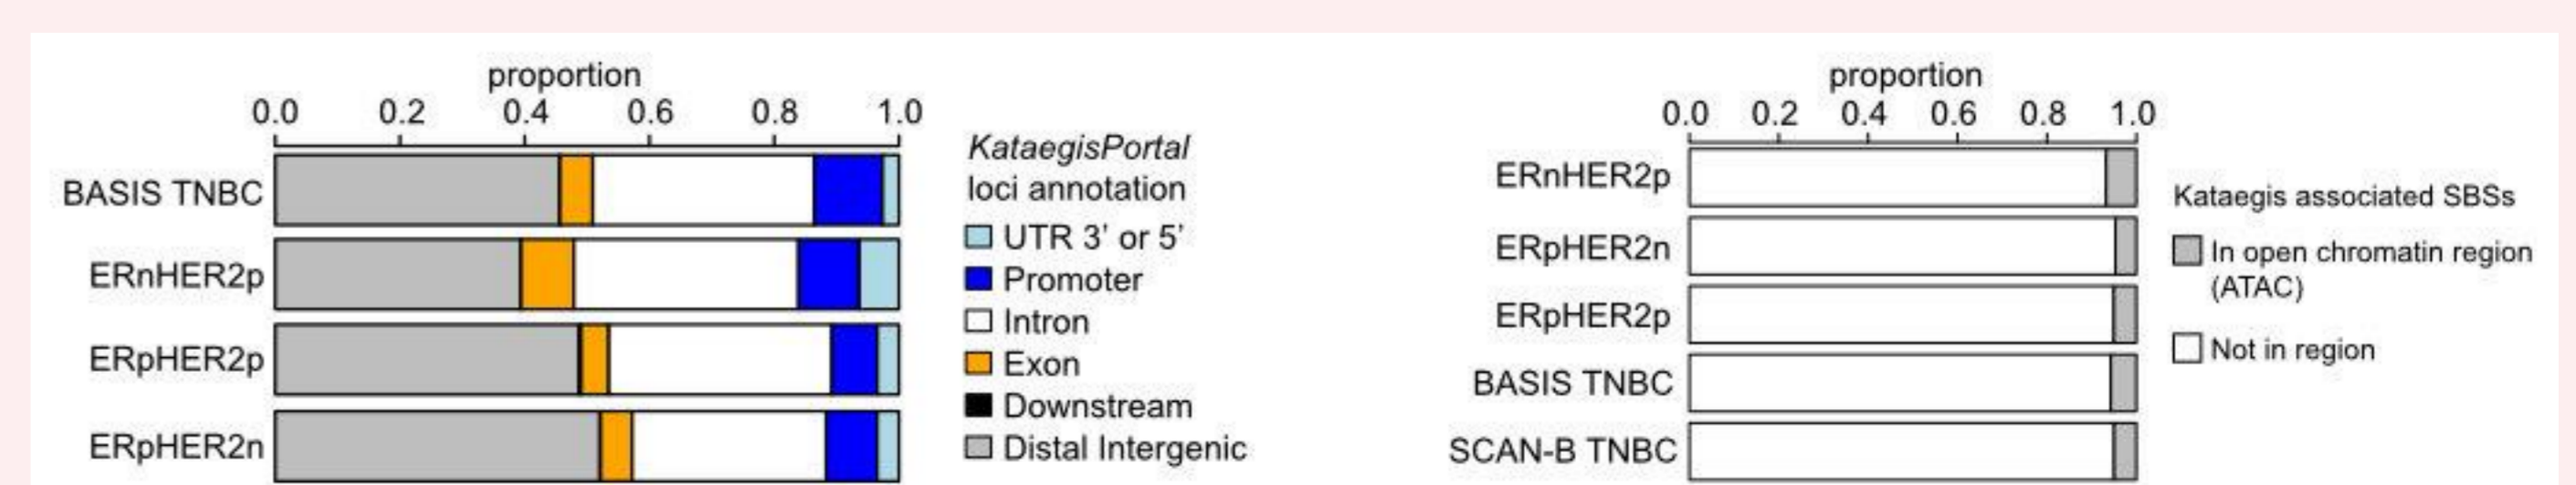 proportion
0.0 0.2 0.4 0.6 0.8 1.0
BASIS TNBC
ERnHER2p
ERpHER2p
ERpHER2n
KataegisPortal
loci annotation
UTR 3' or 5'
Promoter
Intron
Exon
Downstream
Distal Intergenic
proportion
0.0 0.2 0.4 0.6 0.8 1.0
ERnHER2p
ERpHER2n
ERpHER2p
BASIS TNBC
SCAN-B TNBC
Kataegis associated SBSs
In open chromatin region
(ATAC)
Not in region